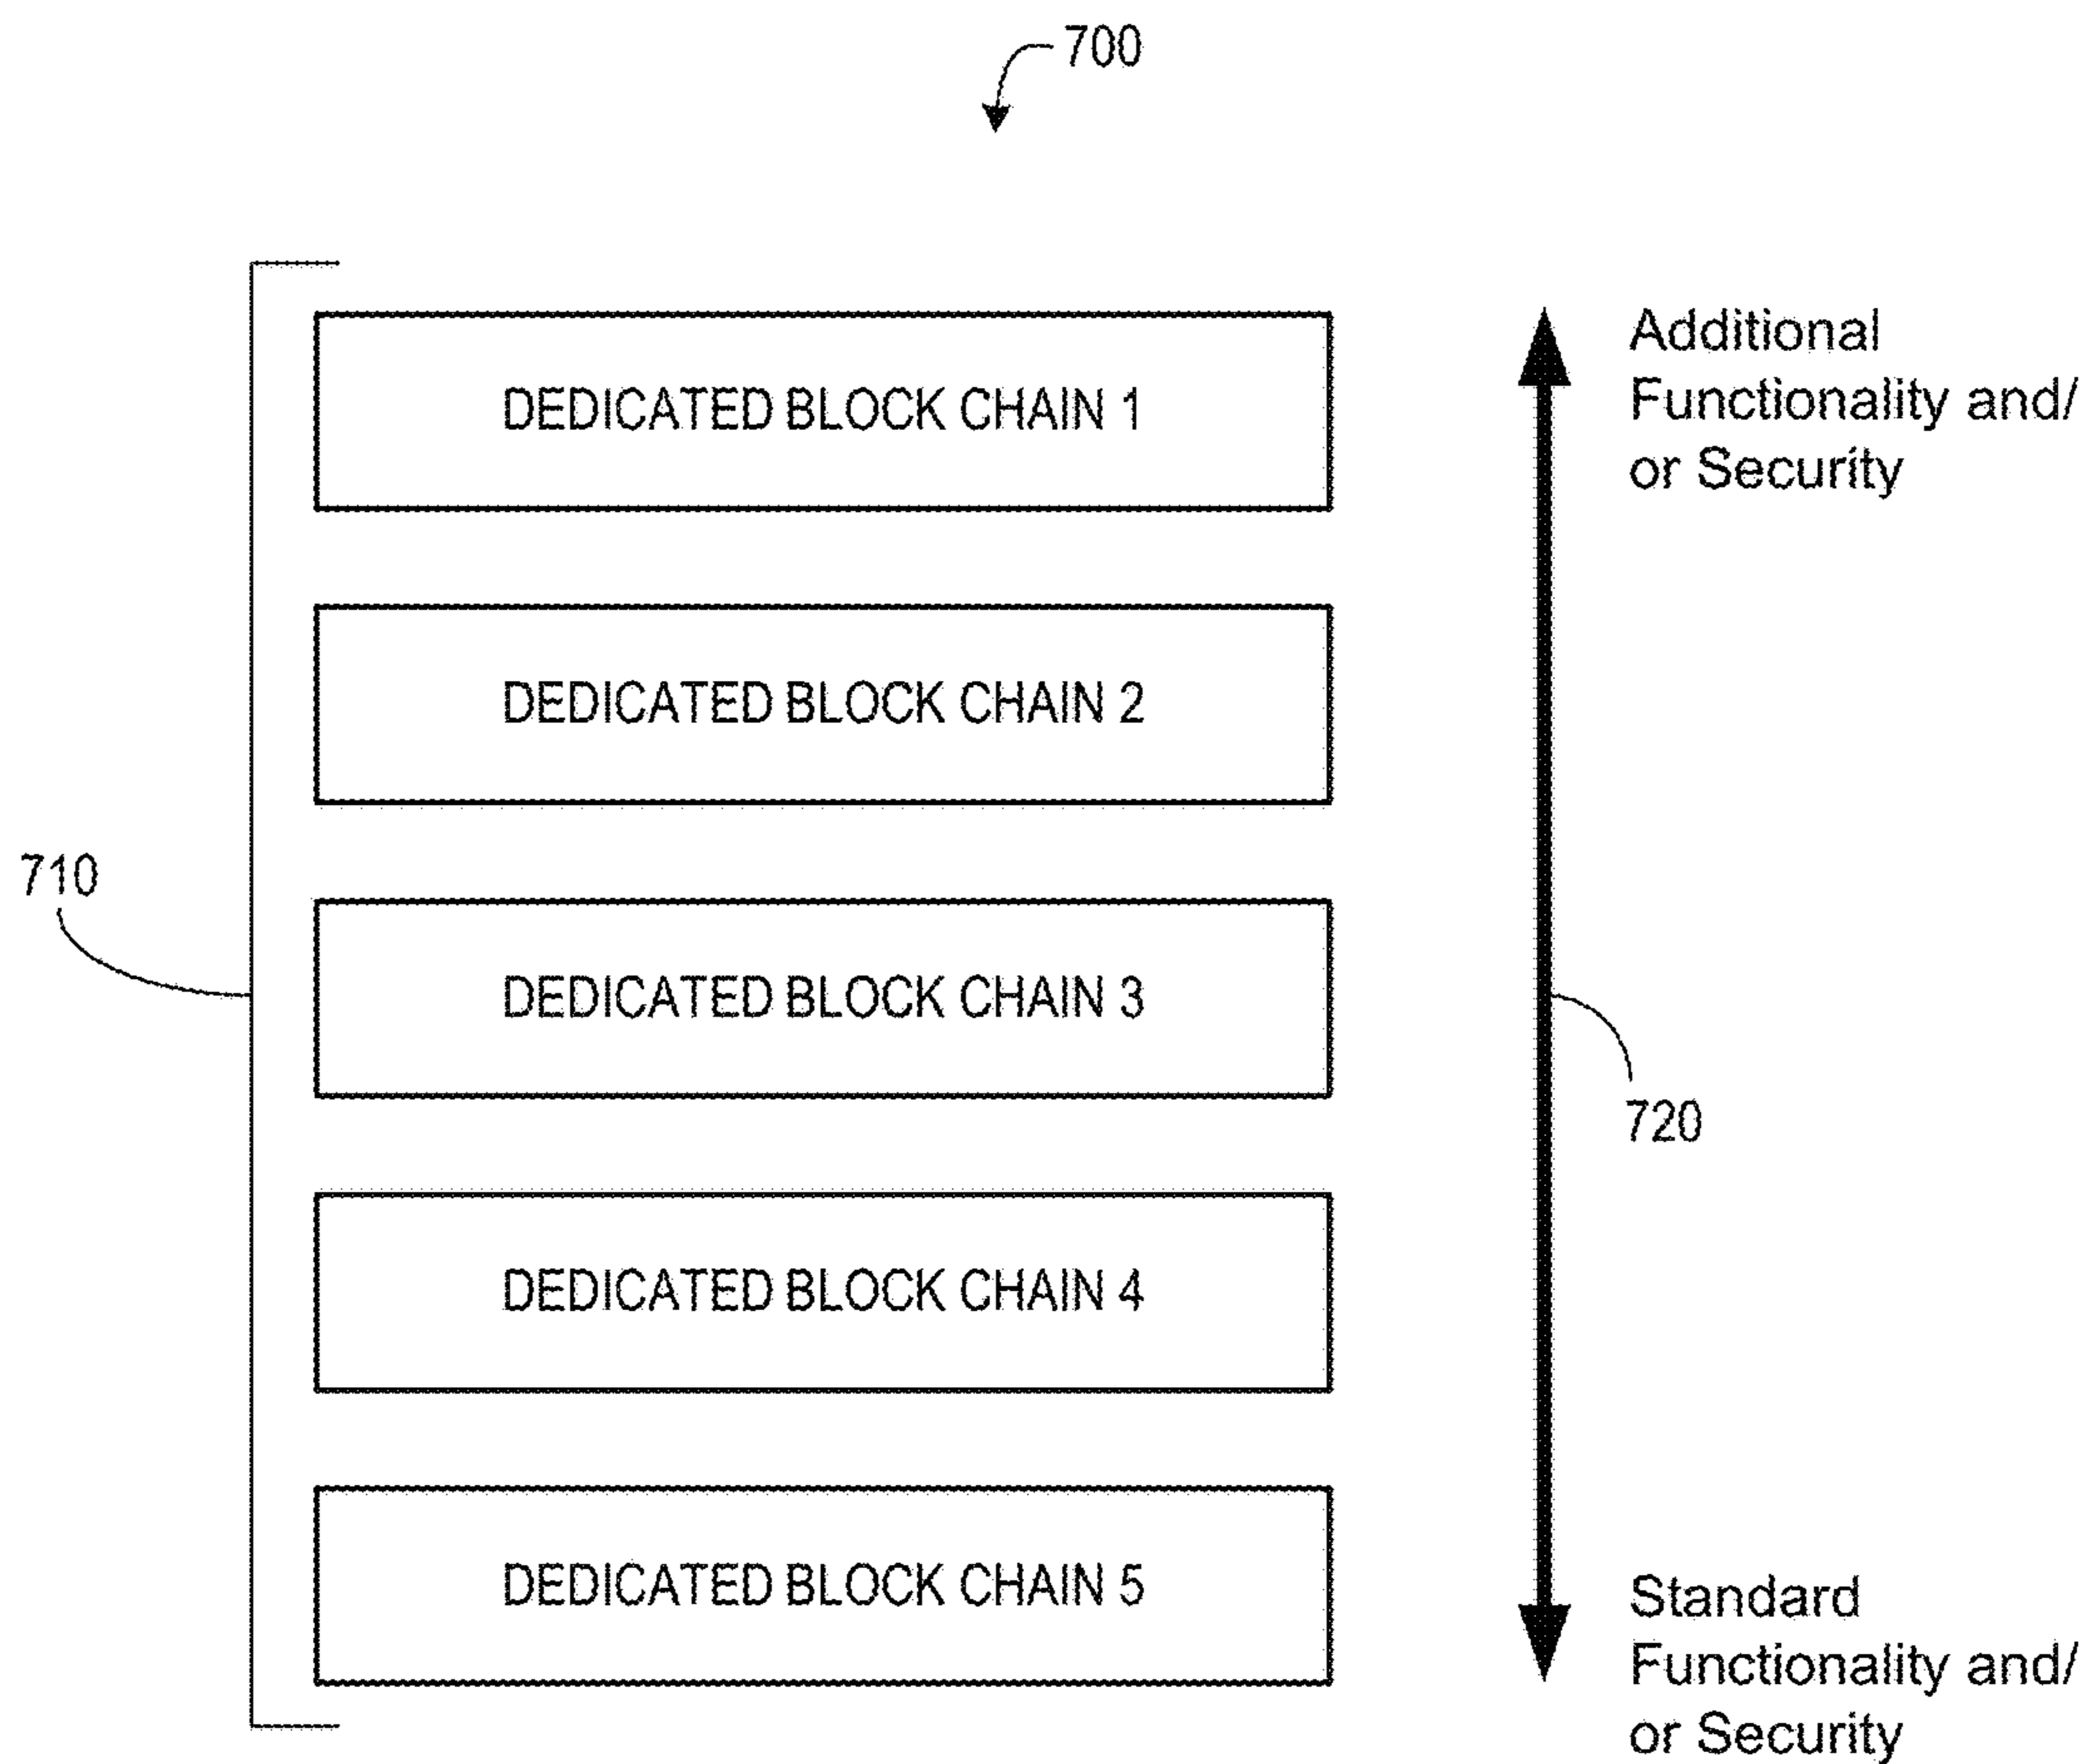 700
DEDICATED BLOCK CHAIN 1
DEDICATED BLOCK CHAIN 2
DEDICATED BLOCK CHAIN 3
DEDICATED BLOCK CHAIN 4
DEDICATED BLOCK CHAIN 5
710
Additional
Functionality and/
or Security
720
Standard
Functionality and/
or Security